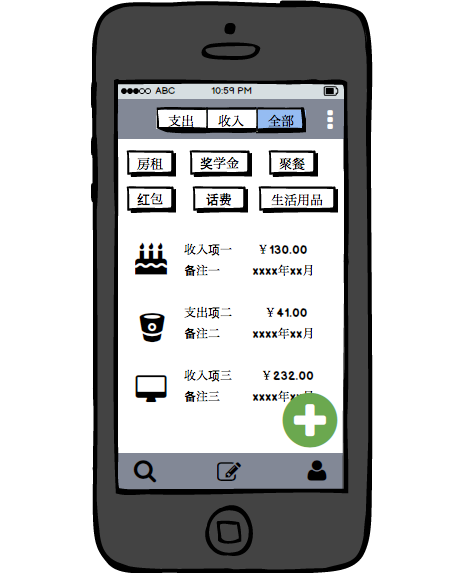 ABC 10:59 PM
支出 收入 全部
房租 奖学金 聚餐
红包 话费 生活用品
收入项一 ￥130.00
备注一 xxxx年xx月
支出项二 ￥41.00
备注二 xxxx年xx月
收入项三 ￥232.00
备注三 xxxx年xx月